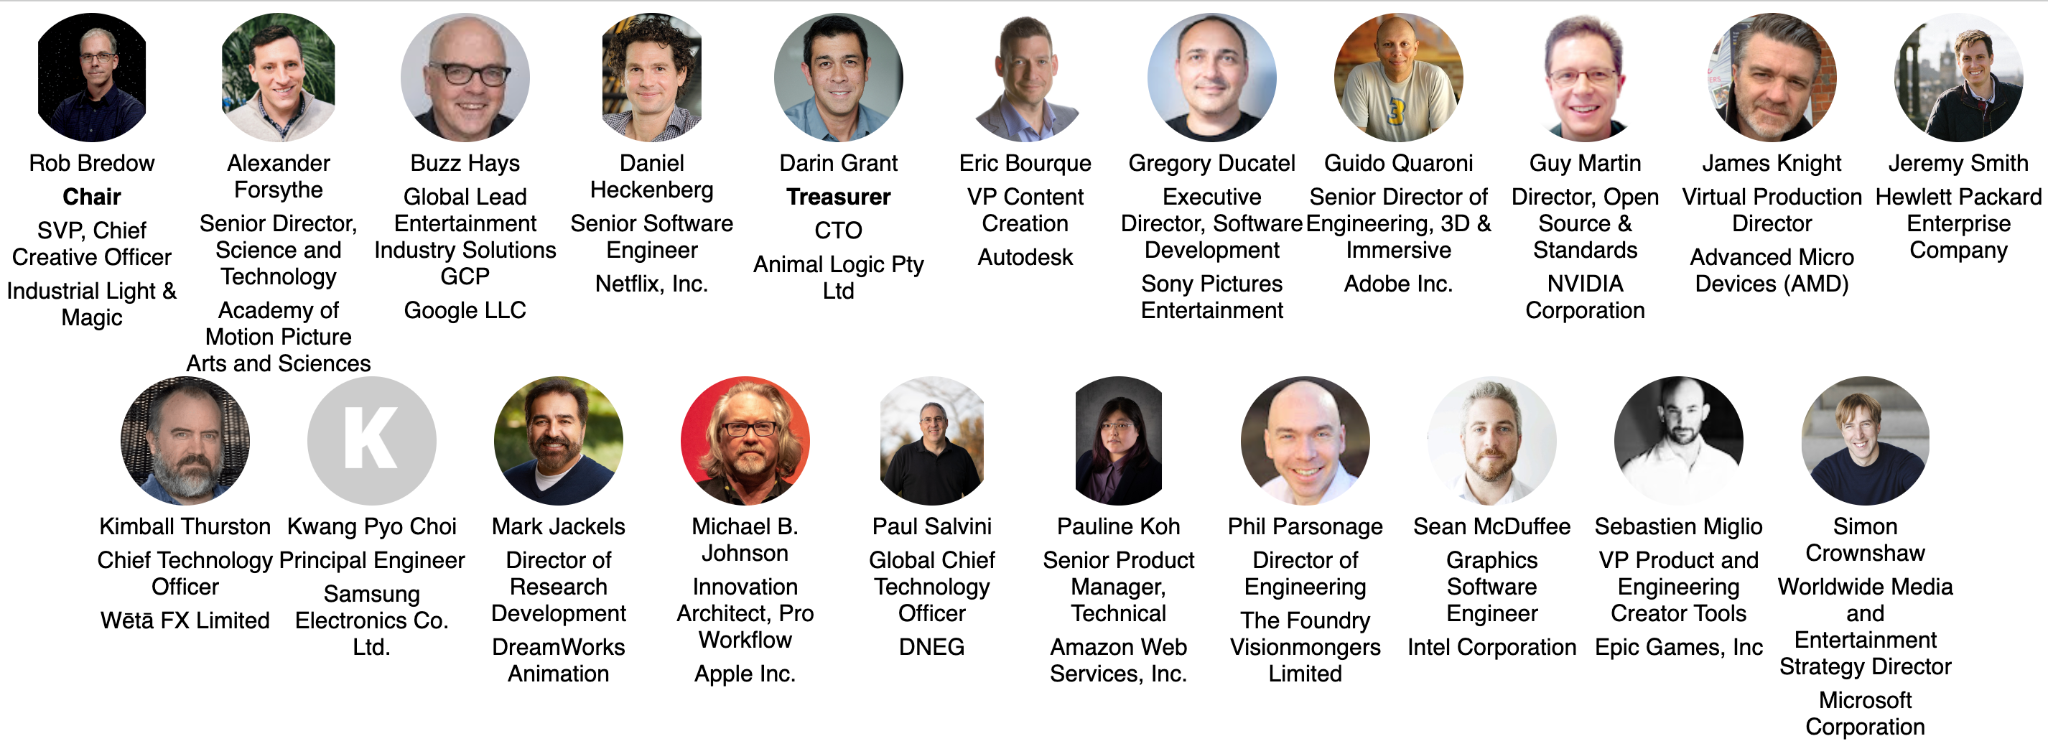 Rob Bredow
Chair
SVP, Chief
Creative Officer
Industrial Light &
Magic
Alexander
Forsythe
Senior Director,
Science and
Technology
Academy of
Motion Picture
Arts and Sciences
Buzz Hays
Global Lead
Entertainment
Industry Solutions
GCP
Google LLC
Daniel
Heckenberg
Senior Software
Engineer
Netflix, Inc.
Darin Grant
Treasurer
CTO
Animal Logic Pty
Ltd
Eric Bourque
VP Content
Creation
Autodesk
Gregory Ducatel
Executive
Director, Software
Development
Sony Pictures
Entertainment
3
Guido Quaroni
Senior Director of
Engineering, 3D &
Immersive
Adobe Inc.
Guy Martin
Director, Open
Source &
Standards
NVIDIA
Corporation
James Knight
Virtual Production
Director
Advanced Micro
Devices (AMD)
Jeremy Smith
Hewlett Packard
Enterprise
Company
Kimball Thurston
Chief Technology
Officer
Wētā FX Limited
K
Kwang Pyo Choi
Principal Engineer
Samsung
Electronics Co.
Ltd.
Mark Jackels
Director of
Research
Development
DreamWorks
Animation
Michael B.
Johnson
Innovation
Architect, Pro
Workflow
Apple Inc.
Paul Salvini
Global Chief
Technology
Officer
DNEG
Pauline Koh
Senior Product
Manager,
Technical
Amazon Web
Services, Inc.
Phil Parsonage
Director of
Engineering
The Foundry
Visionmongers
Limited
Sean McDuffee
Graphics
Software
Engineer
Intel Corporation
Sebastien Miglio
VP Product and
Engineering
Creator Tools
Epic Games, Inc
Simon
Crownshaw
Worldwide Media
and
Entertainment
Strategy Director
Microsoft
Corporation